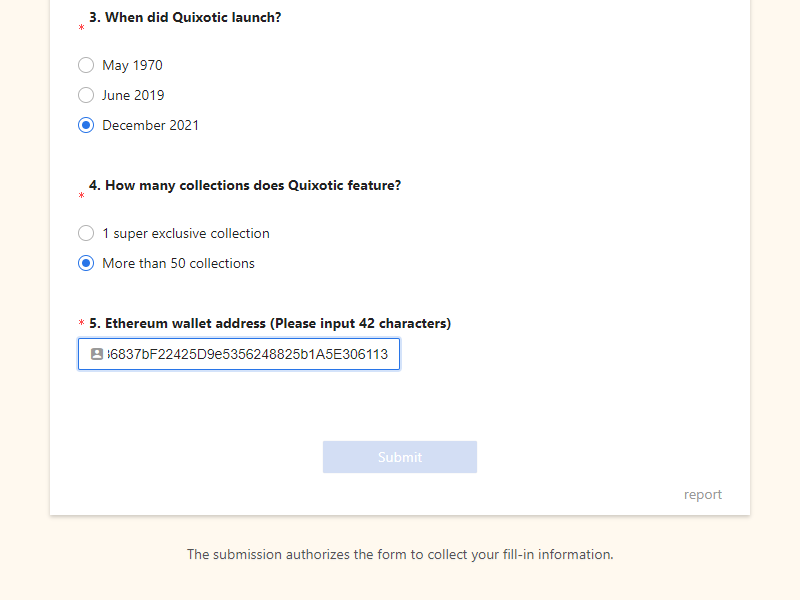 3. When did Quixotic launch?
*
May 1970
June 2019
December 2021
4. How many collections does Quixotic feature?
*
1 super exclusive collection
More than 50 collections
* 5. Ethereum wallet address (Please input 42 characters)
6837bF22425D9e5356248825b1A5E306113
Submit
report
The submission authorizes the form to collect your fill-in information.